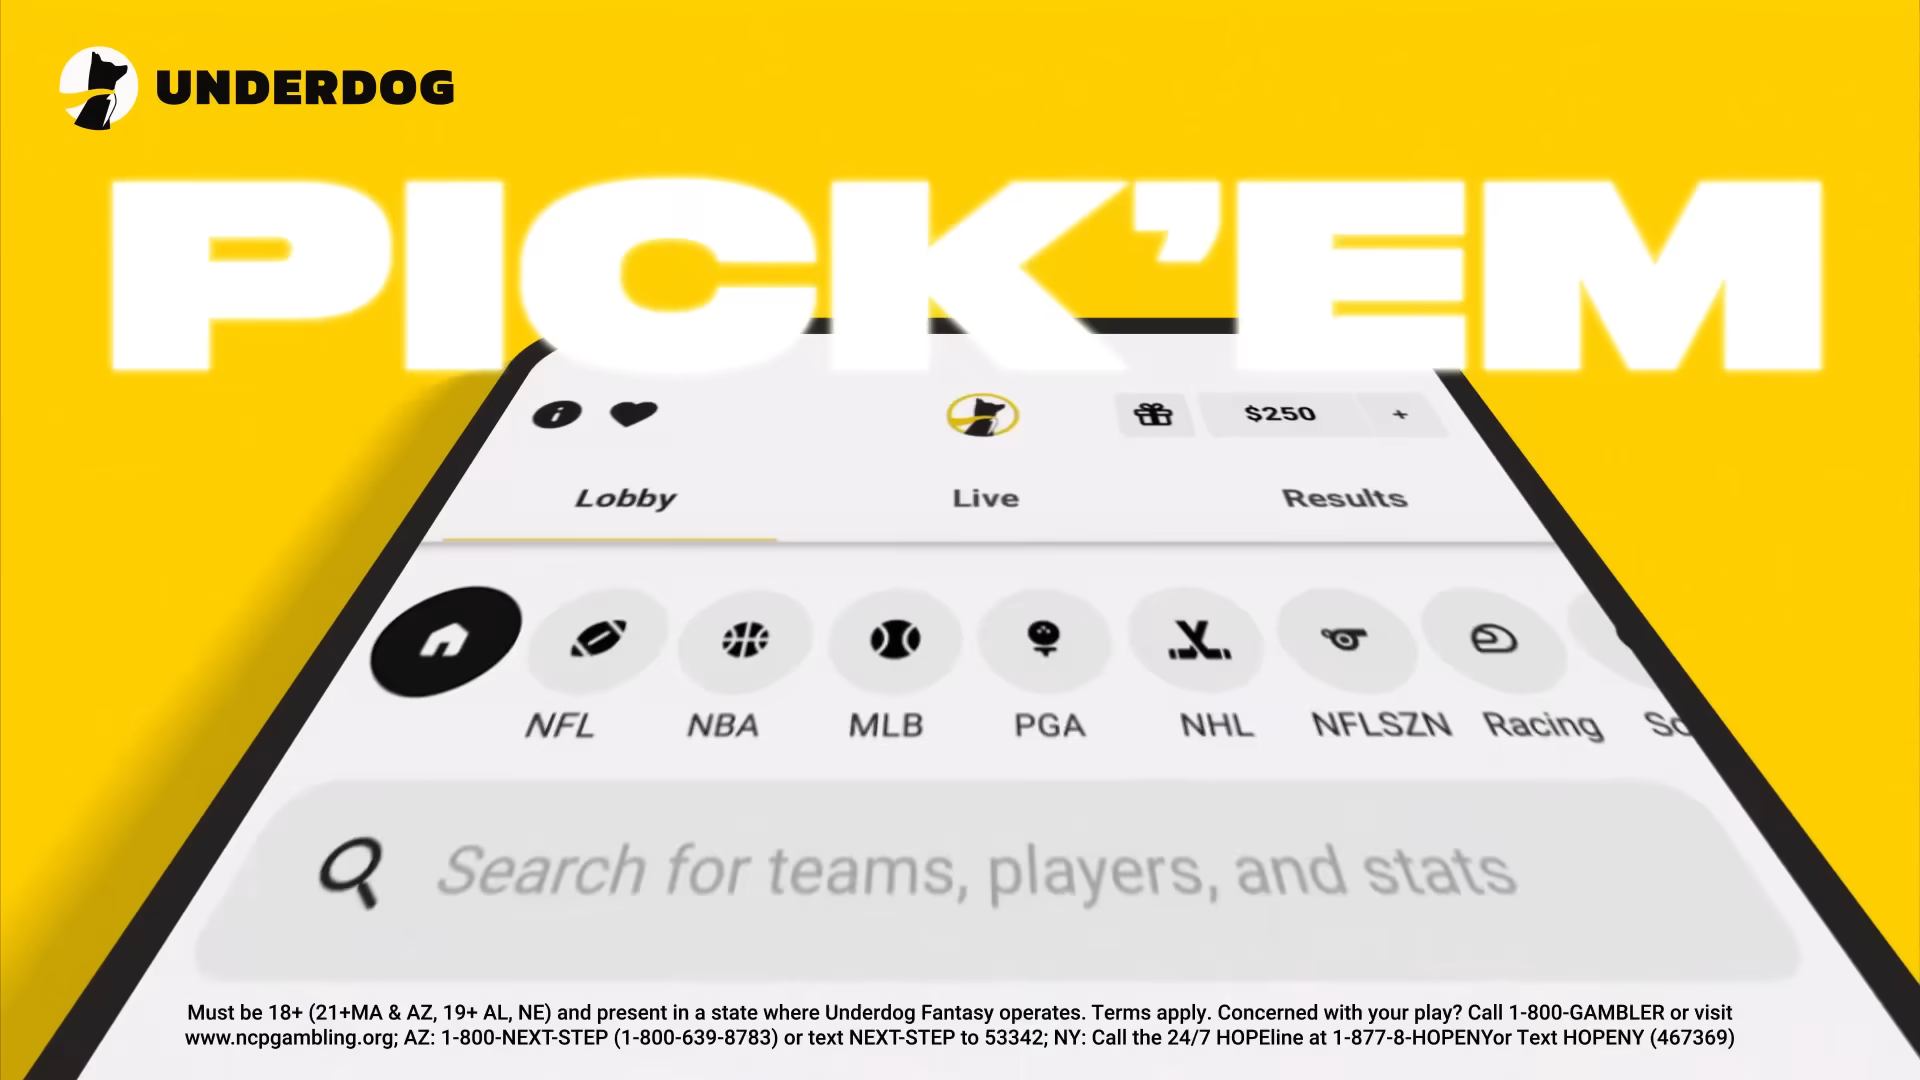 UNDERDOG
PICK'EM
$250 +
Lobby Live Results
NFL NBA MLB PGA NHL NFLSZN Racing
Search for teams, players, and stats
Must be 18+ (21+MA & AZ, 19+ AL, NE) and present in a state where Underdog Fantasy operates. Terms apply. Concerned with your play? Call 1-800-GAMBLER or visit
www.ncpgambling.org; AZ: 1-800-NEXT-STEP (1-800-639-8783) or text NEXT-STEP to 53342; NY: Call the 24/7 HOPEline at 1-877-8-HOPENYor Text HOPENY (467369)